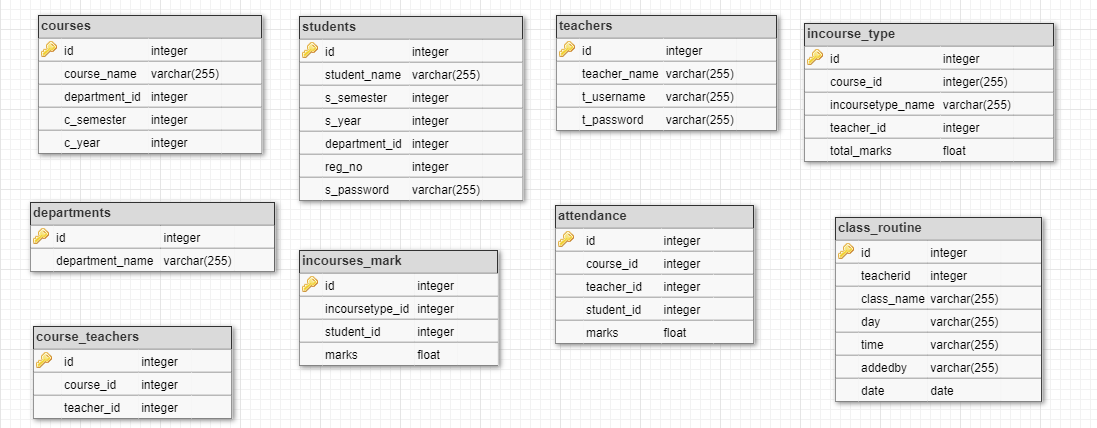 courses
id integer
course_name varchar(255)
department_id integer
c_semester integer
c_year integer
students
id integer
student_name varchar(255)
s_semester integer
s_year integer
department_id integer
reg_no integer
s_password varchar(255)
teachers
id integer
teacher_name varchar(255)
t_username varchar(255)
t_password varchar(255)
incourse_type
id integer
course_id integer(255)
incoursetype_name varchar(255)
teacher_id integer
total_marks float
departments
id integer
department_name varchar(255)
incourses_mark
id integer
incoursetype_id integer
student_id integer
marks float
attendance
id integer
course_id integer
teacher_id integer
student_id integer
marks float
class_routine
id integer
teacherid integer
class_name varchar(255)
day varchar(255)
time varchar(255)
addedby varchar(255)
date date
course_teachers
id integer
course_id integer
teacher_id integer